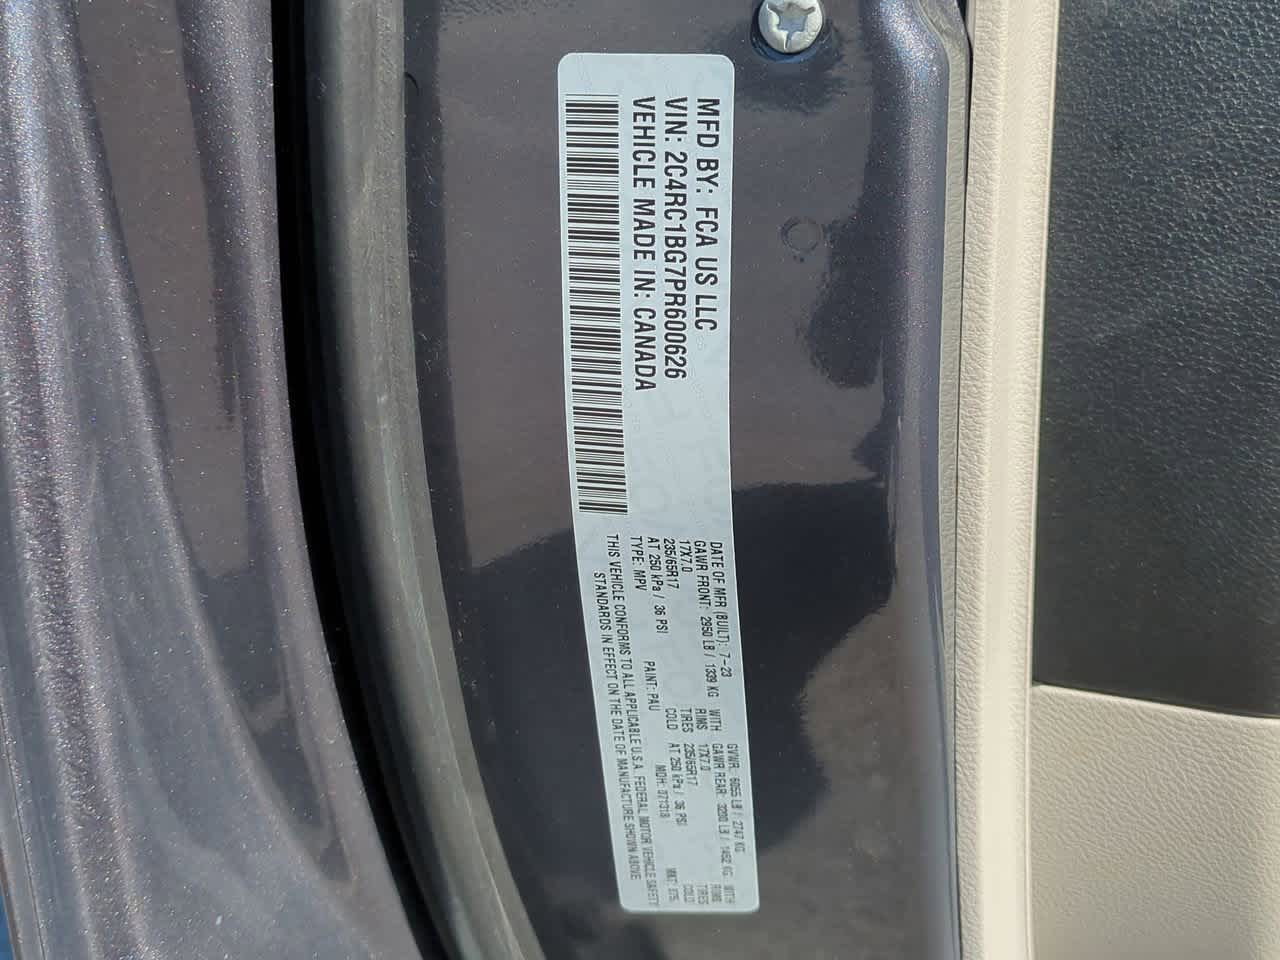 MFD BY: FCA US LLC
VIN: 2C4RC1BG7PR600626
VEHICLE MADE IN: CANADA
DATE OF MFR (BUILT): 7-23 GVWR: 6055 LB / 2747 KG
GAWR FRONT: 2950 LB / 1339 KG WITH GAWR REAR: 3200 LB / 1452 KG WITH
17X7.0 RIMS 17X7.0 RIMS
235/65R17 TIRES 235/65R17 TIRES
AT 250 kPa / 36 PSI COLD AT 250 kPa / 36 PSI COLD
TYPE: MPV PAINT: PAU MDH: 071318 MKT:
THIS VEHICLE CONFORMS TO ALL APPLICABLE U.S.A. FEDERAL MOTOR VEHICLE SAFETY
STANDARDS IN EFFECT ON THE DATE OF MANUFACTURE SHOWN ABOVE.